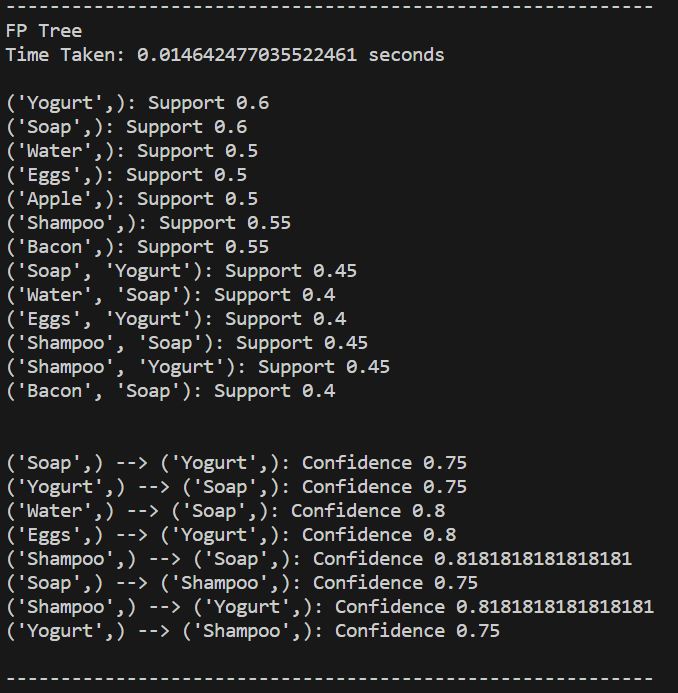 ------------------------------------------------------------
FP Tree
Time Taken: 0.014642477035522461 seconds

('Yogurt',): Support 0.6
('Soap',): Support 0.6
('Water',): Support 0.5
('Eggs',): Support 0.5
('Apple',): Support 0.5
('Shampoo',): Support 0.55
('Bacon',): Support 0.55
('Soap', 'Yogurt'): Support 0.45
('Water', 'Soap'): Support 0.4
('Eggs', 'Yogurt'): Support 0.4
('Shampoo', 'Soap'): Support 0.45
('Shampoo', 'Yogurt'): Support 0.45
('Bacon', 'Soap'): Support 0.4


('Soap',) --> ('Yogurt',): Confidence 0.75
('Yogurt',) --> ('Soap',): Confidence 0.75
('Water',) --> ('Soap',): Confidence 0.8
('Eggs',) --> ('Yogurt',): Confidence 0.8
('Shampoo',) --> ('Soap',): Confidence 0.8181818181818181
('Soap',) --> ('Shampoo',): Confidence 0.75
('Shampoo',) --> ('Yogurt',): Confidence 0.8181818181818181
('Yogurt',) --> ('Shampoo',): Confidence 0.75

------------------------------------------------------------